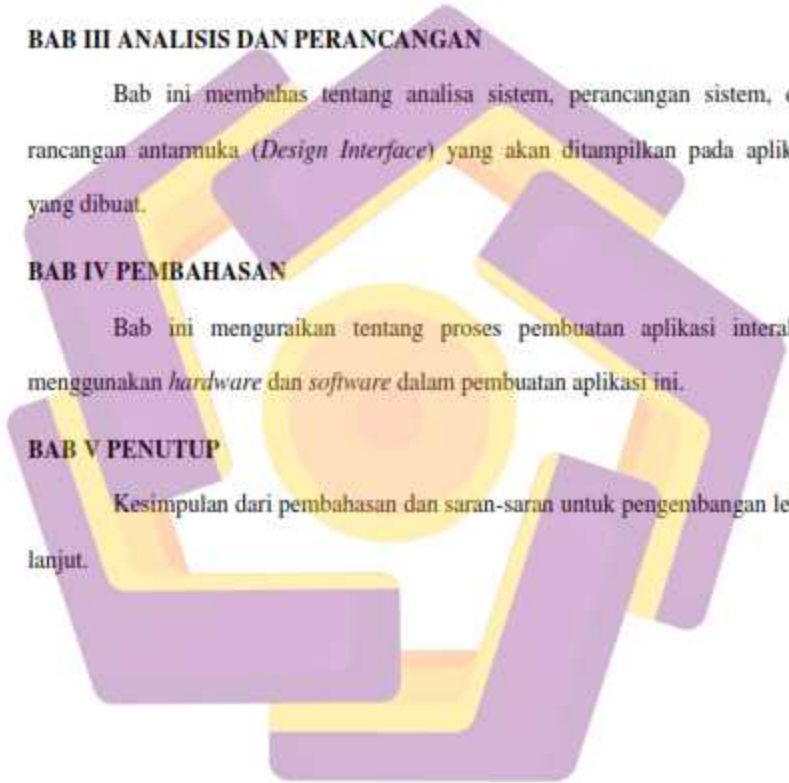 BAB III ANALISIS DAN PERANCANGAN
Bab ini membahas tentang analisa sistem, perancangan sistem,
rancangan antarmuka (Design Interface) yang akan ditampilkan pada aplik
yang dibuat.
BAB IV PEMBAHASAN
Bab ini menguraikan tentang proses pembuatan aplikasi intera
menggunakan hardware dan software dalam pembuatan aplikasi ini.
BAB V PENUTUP
Kesimpulan dari pembahasan dan saran-saran untuk pengembangan le
lanjut.